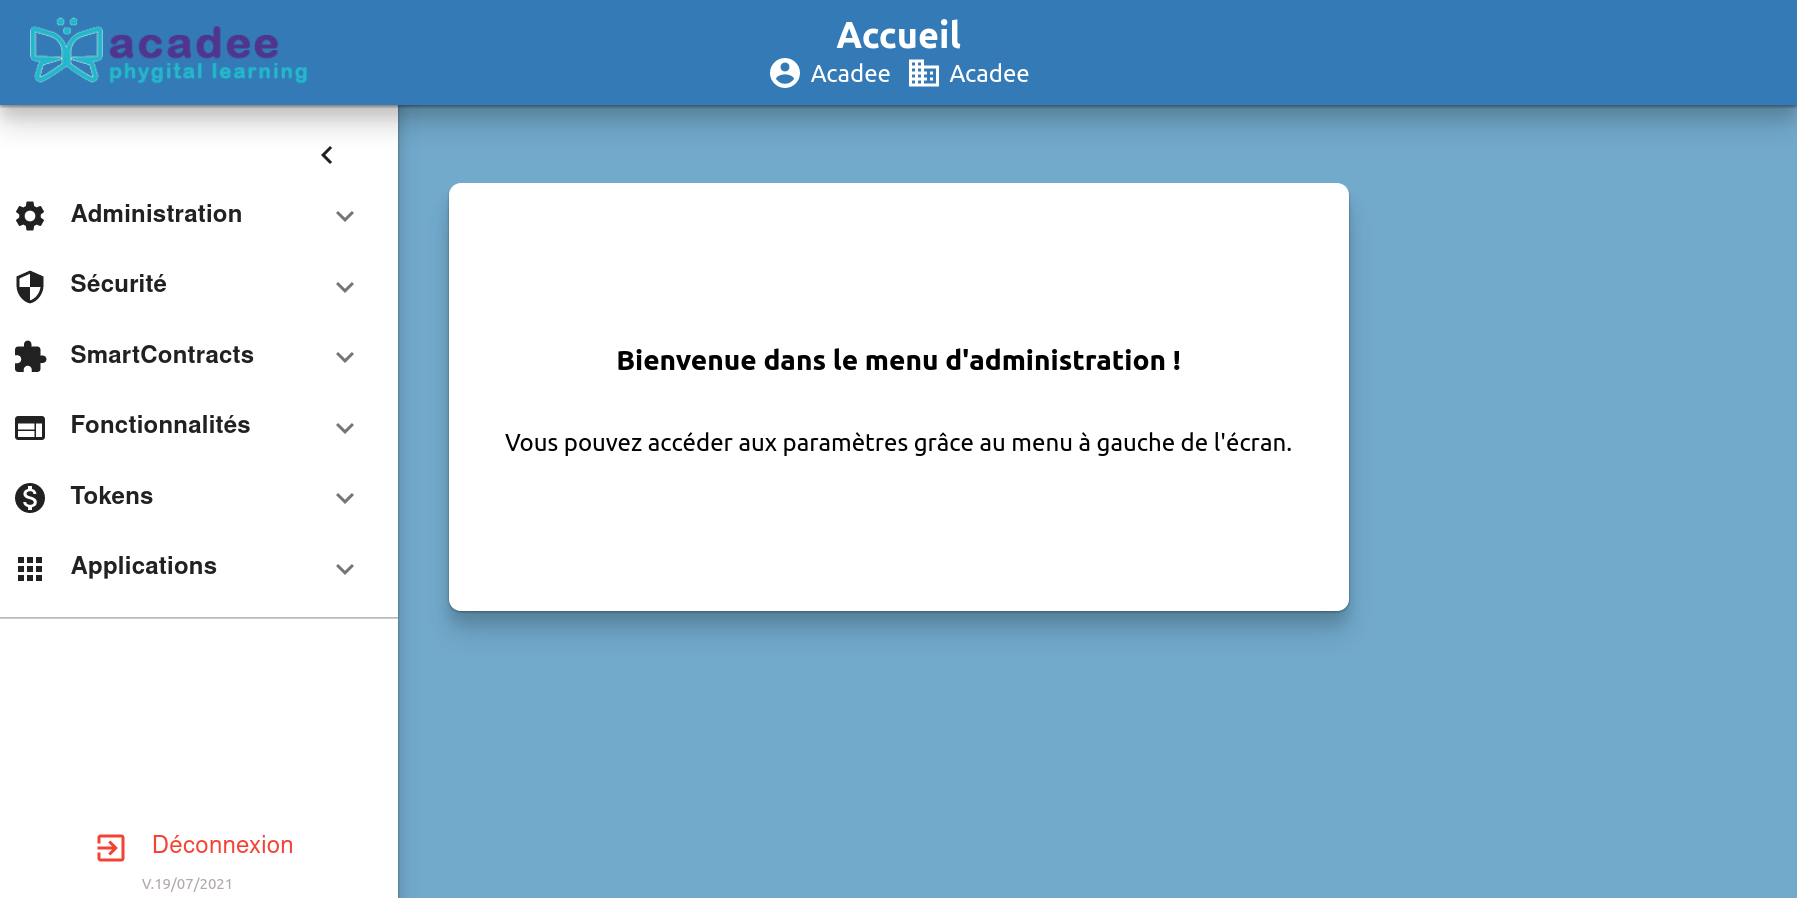 acadee
phygital learning
Accueil
Acadee Acadee
Administration
Sécurité
SmartContracts
Fonctionnalités
Tokens
Applications
Bienvenue dans le menu d'administration !
Vous pouvez accéder aux paramètres grâce au menu à gauche de l'écran.
Déconnexion
V.19/07/2021